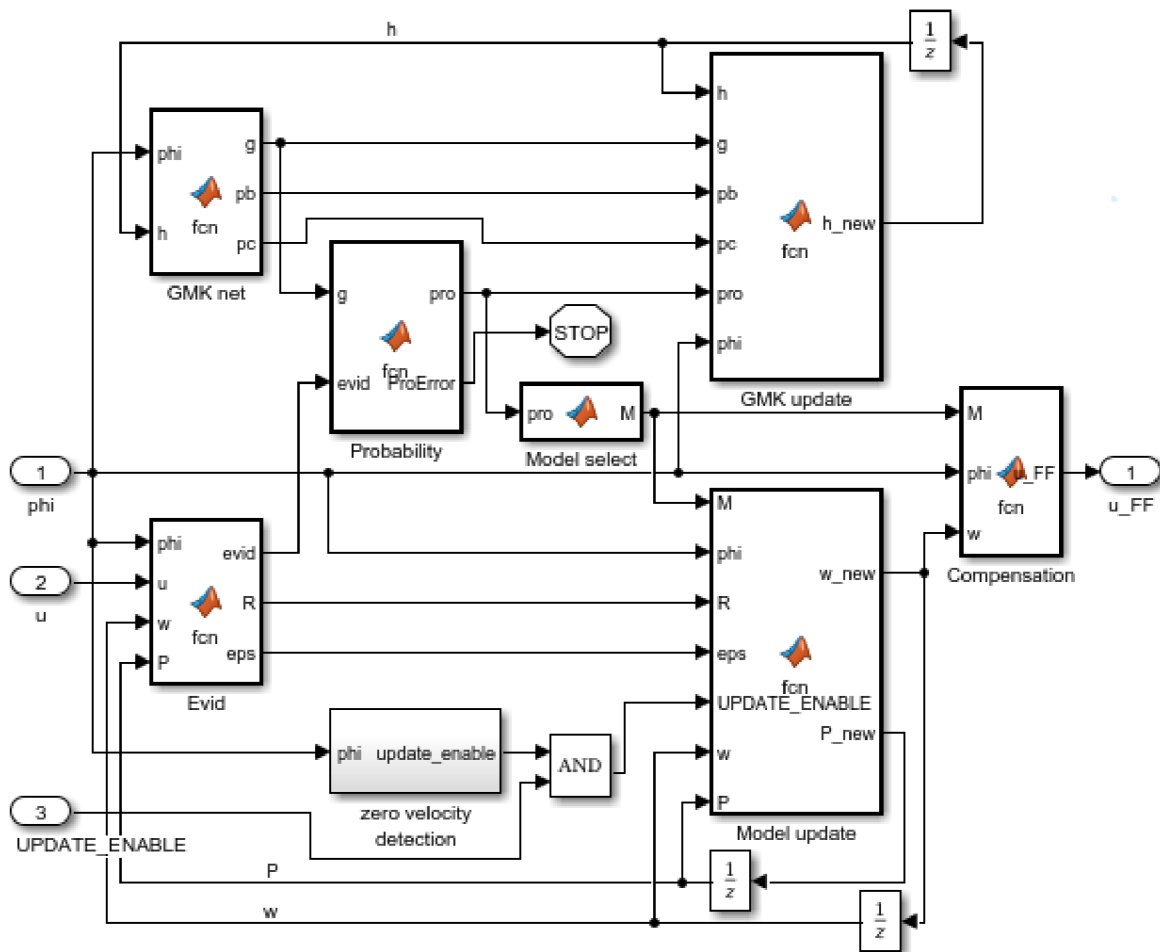 h
1
z
phi
h
fcn
g
pb
pc
GMK net
h
g
pb
pc
pro
phi
fcn
h_new
GMK update
g
evid
fcn
pro
ProError
Probability
STOP
pro
M
Model select
1
phi
2
u
3
UPDATE_ENABLE
phi
u
w
P
fcn
evid
R
eps
Evid
phi
update_enable
zero velocity
detection
AND
M
phi
R
eps
UPDATE_ENABLE
w
P
fcn
w_new
P_new
Model update
M
phi
w
fcn
u_FF
Compensation
1
u_FF
P
1
z
w
1
z